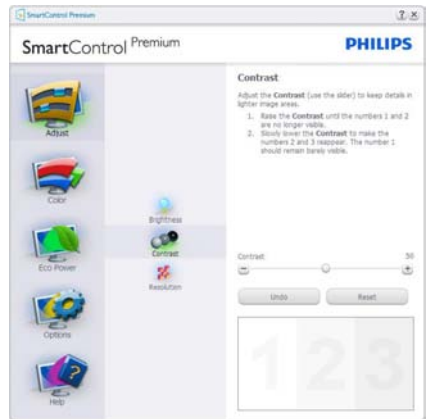 SmartControl Premium
SmartControl Premium
PHILIPS
Adjust
Color
Eco Power
Options
Help
Brightness
Contrast
Resolution
Contrast
Adjust the Contrast (use the slider) to keep details in
lighter image areas.
1. Raise the Contrast until the numbers 1 and 2
are no longer visible.
2. Slowly lower the Contrast to make the
numbers 2 and 3 reappear. The number 1
should remain barely visible.
Contrast
50
Undo
Reset
1 2 3